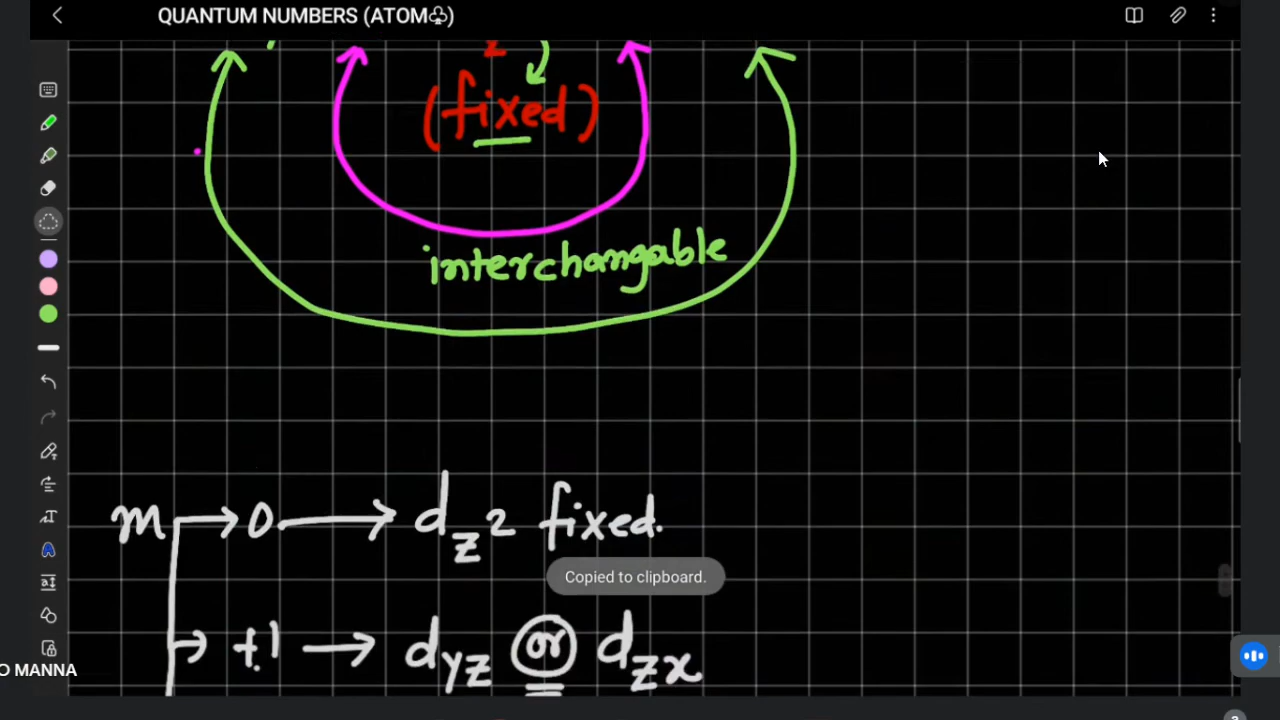 QUANTUM NUMBERS (ATOM♧)
z
(fixed)
interchangable
m → 0 → dz2 fixed.
Copied to clipboard.
→ +1 → dyz or dzx
O MANNA